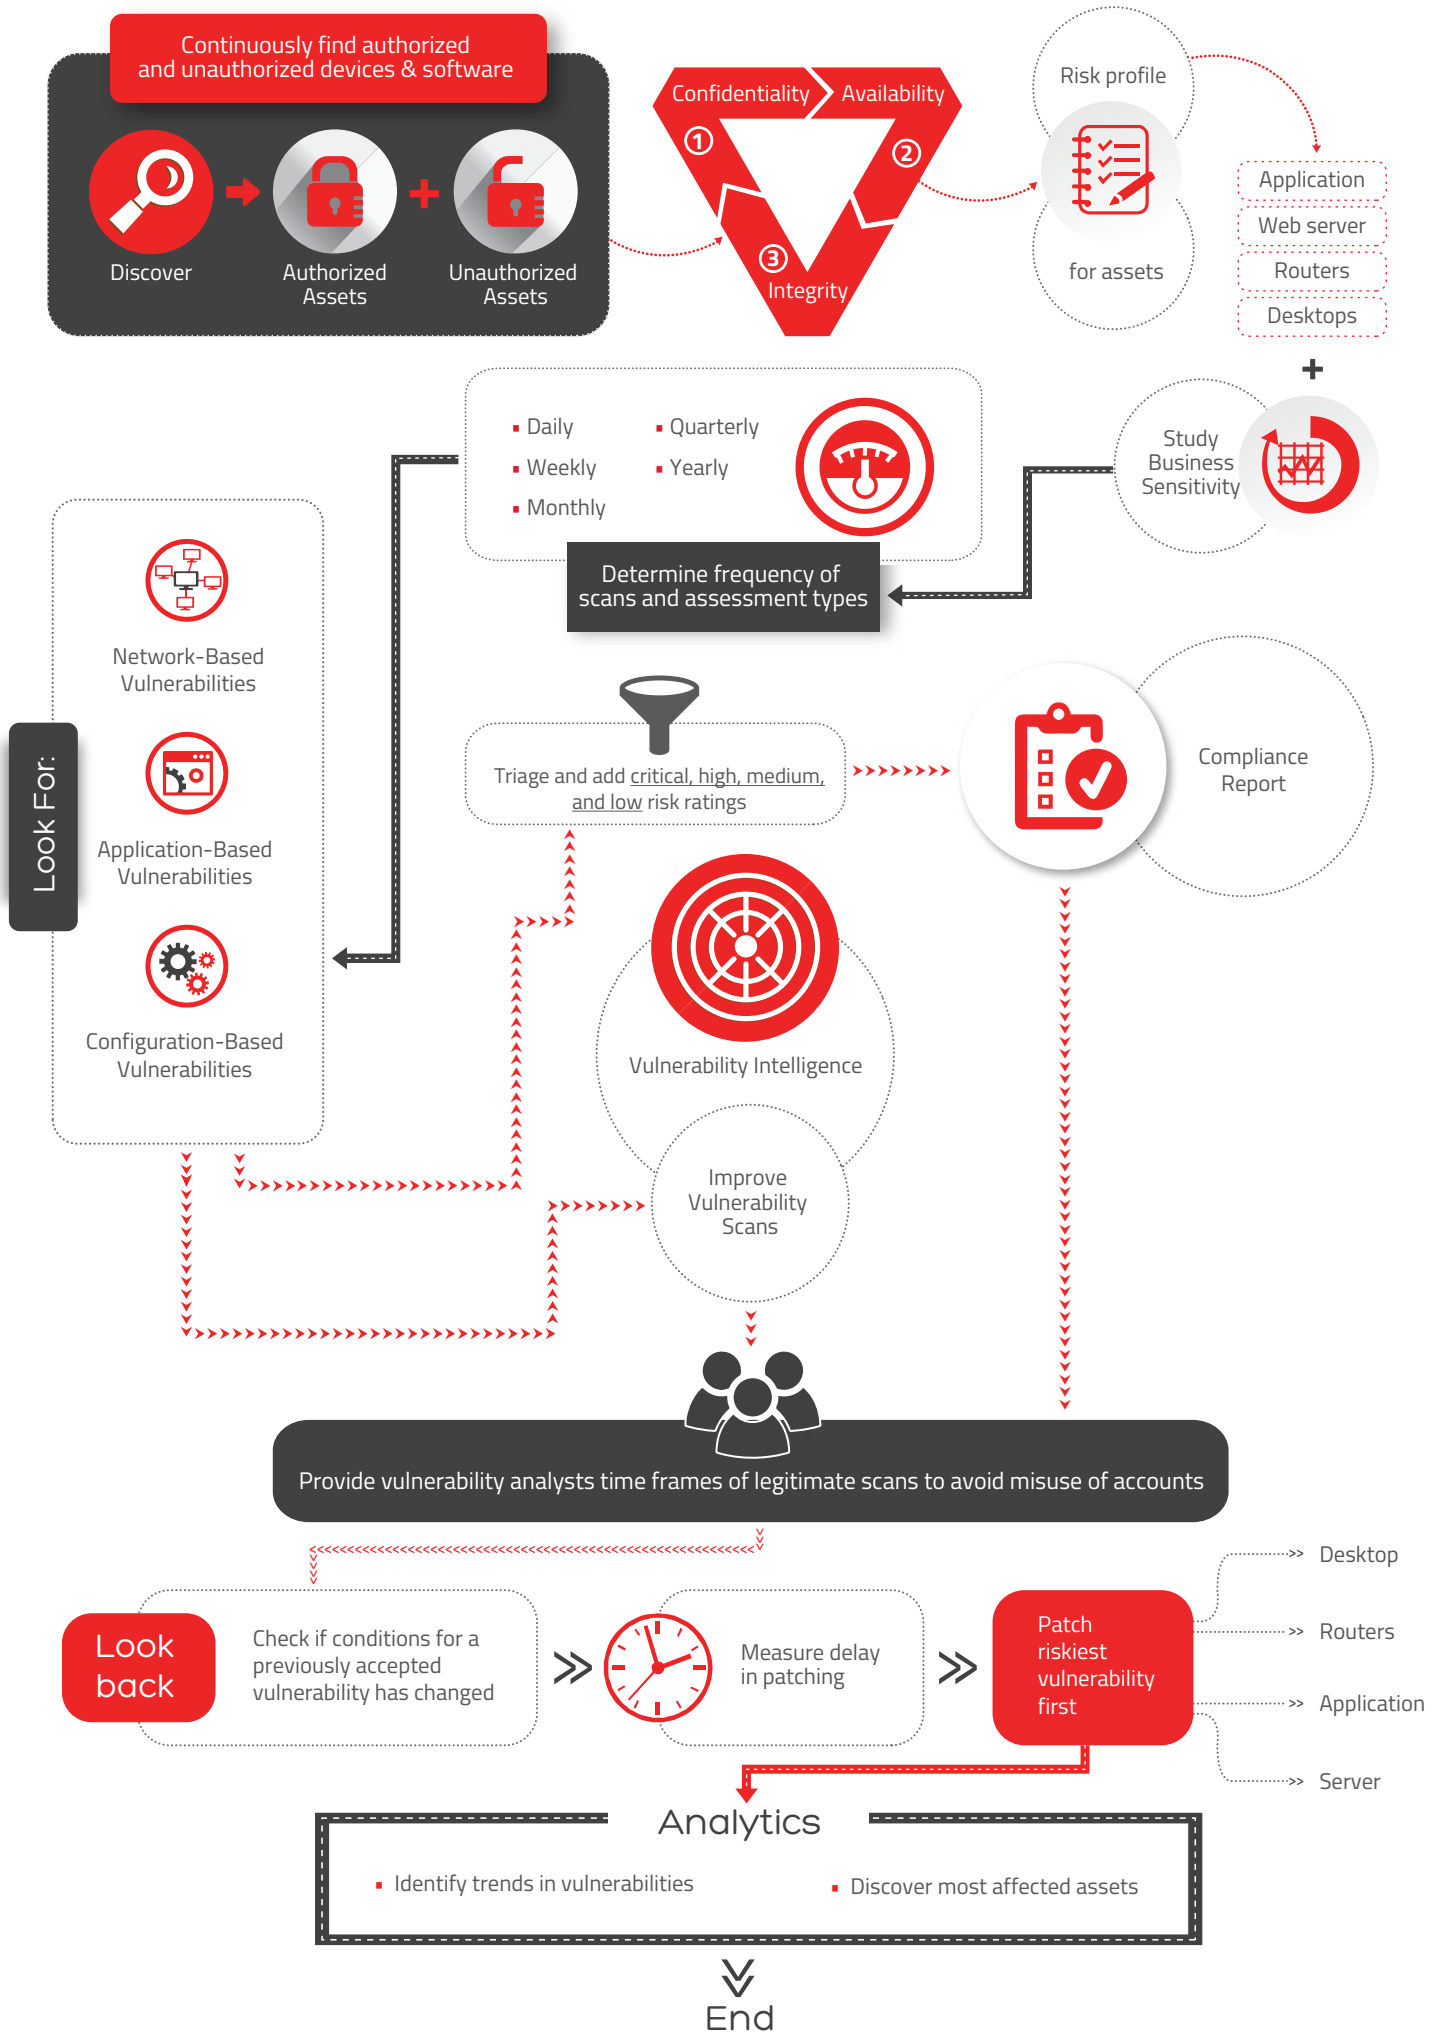 Continuously find authorized
and unauthorized devices & software
Discover
Authorized
Assets
Unauthorized
Assets
Confidentiality
Availability
1
2
3
Integrity
Risk profile
for assets
Application
Web server
Routers
Desktops
+
Study
Business
Sensitivity
Daily
Weekly
Monthly
Quarterly
Yearly
Determine frequency of
scans and assessment types
Look For:
Network-Based
Vulnerabilities
Application-Based
Vulnerabilities
Configuration-Based
Vulnerabilities
Triage and add critical, high, medium,
and low risk ratings
Compliance
Report
Vulnerability Intelligence
Improve
Vulnerability
Scans
Provide vulnerability analysts time frames of legitimate scans to avoid misuse of accounts
Look
back
Check if conditions for a
previously accepted
vulnerability has changed
Measure delay
in patching
Patch
riskiest
vulnerability
first
Desktop
Routers
Application
Server
Analytics
Identify trends in vulnerabilities
Discover most affected assets
End